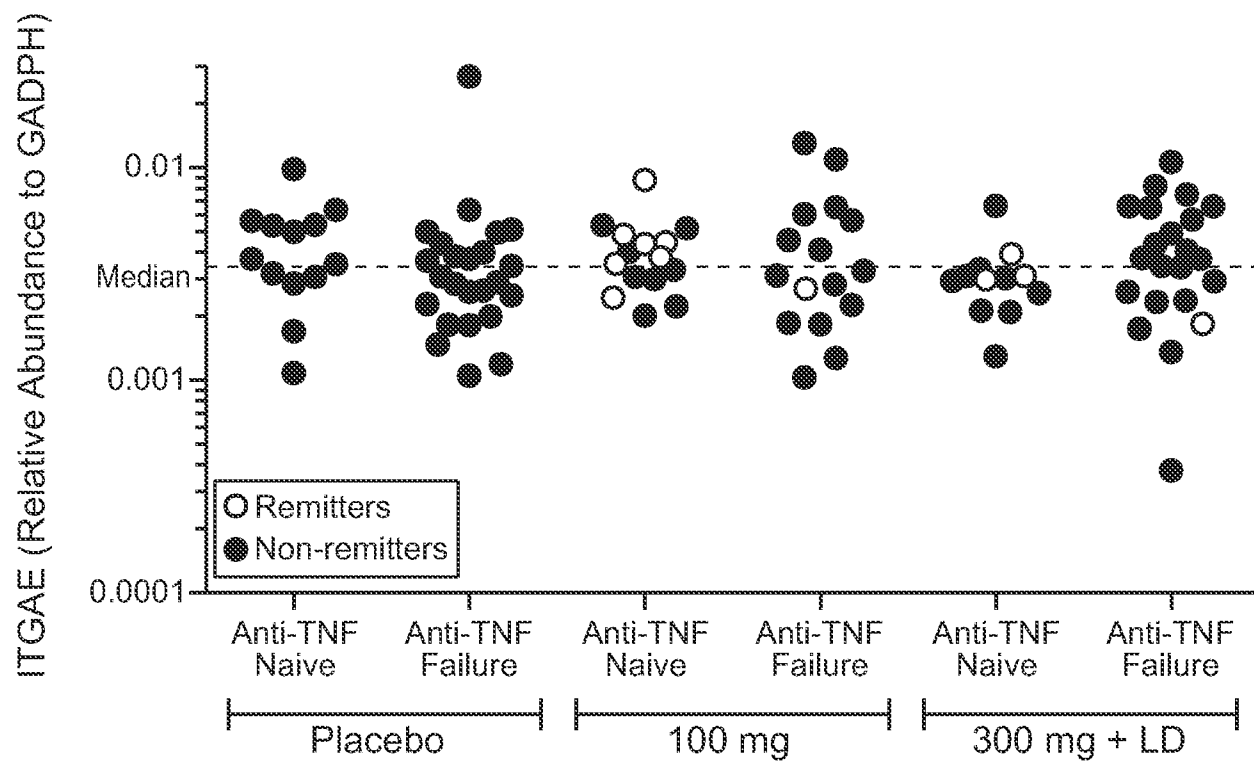 ITGAE (Relative Abundance to GADPH)
0.01
Median
0.001
0.0001
Remitters
Non-remitters
Anti-TNF Naive
Anti-TNF Failure
Anti-TNF Naive
Anti-TNF Failure
Anti-TNF Naive
Anti-TNF Failure
Placebo
100 mg
300 mg + LD